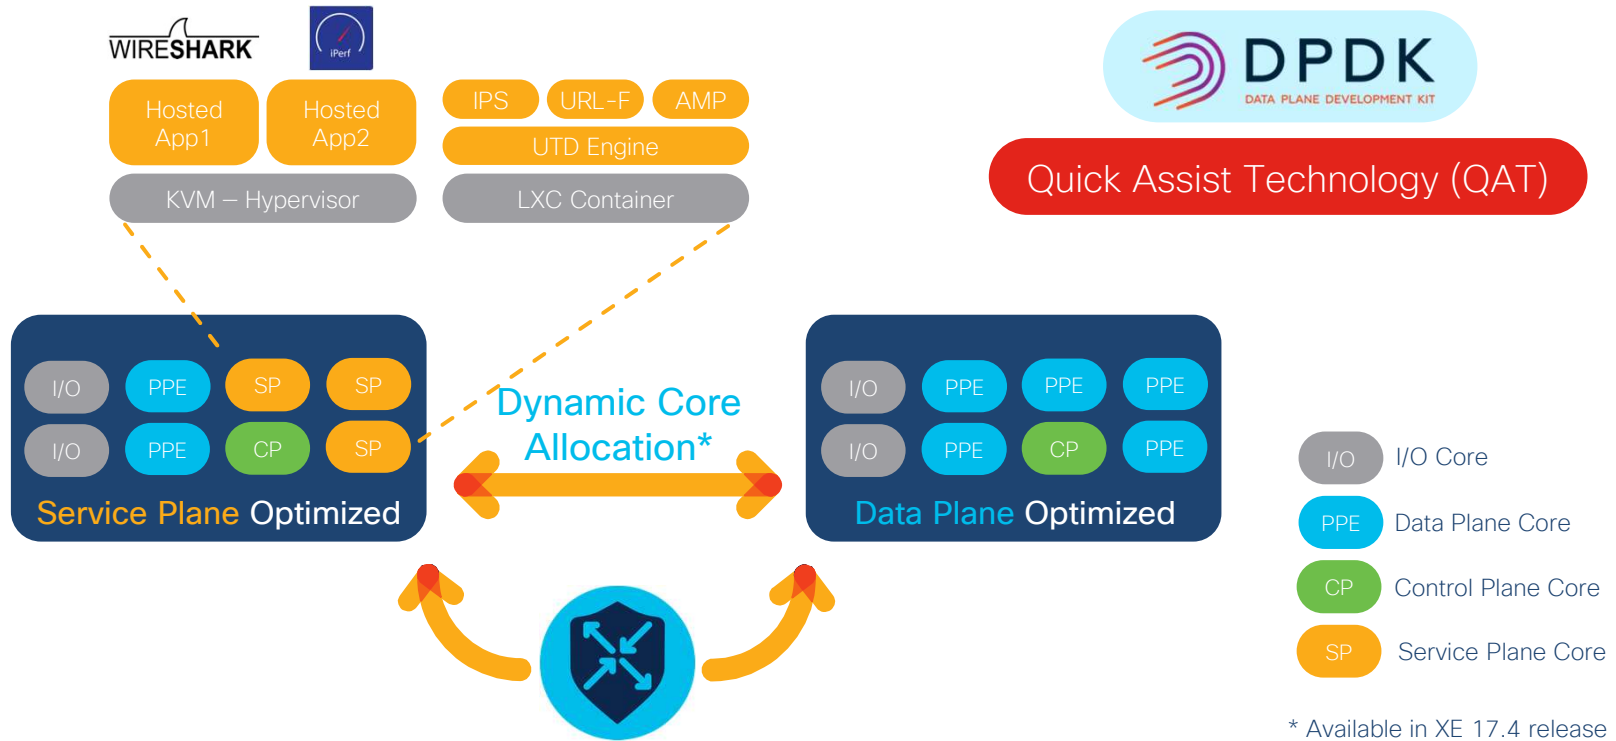 WIRESHARK
iPerf
Hosted
App1
Hosted
App2
KVM – Hypervisor
IPS
URL-F
AMP
UTD Engine
LXC Container
DPDK
DATA PLANE DEVELOPMENT KIT
Quick Assist Technology (QAT)
I/O PPE SP SP
I/O PPE CP SP
Service Plane Optimized
Dynamic Core
Allocation*
I/O PPE PPE PPE
I/O PPE CP PPE
Data Plane Optimized
I/O I/O Core
PPE Data Plane Core
CP Control Plane Core
SP Service Plane Core
* Available in XE 17.4 release